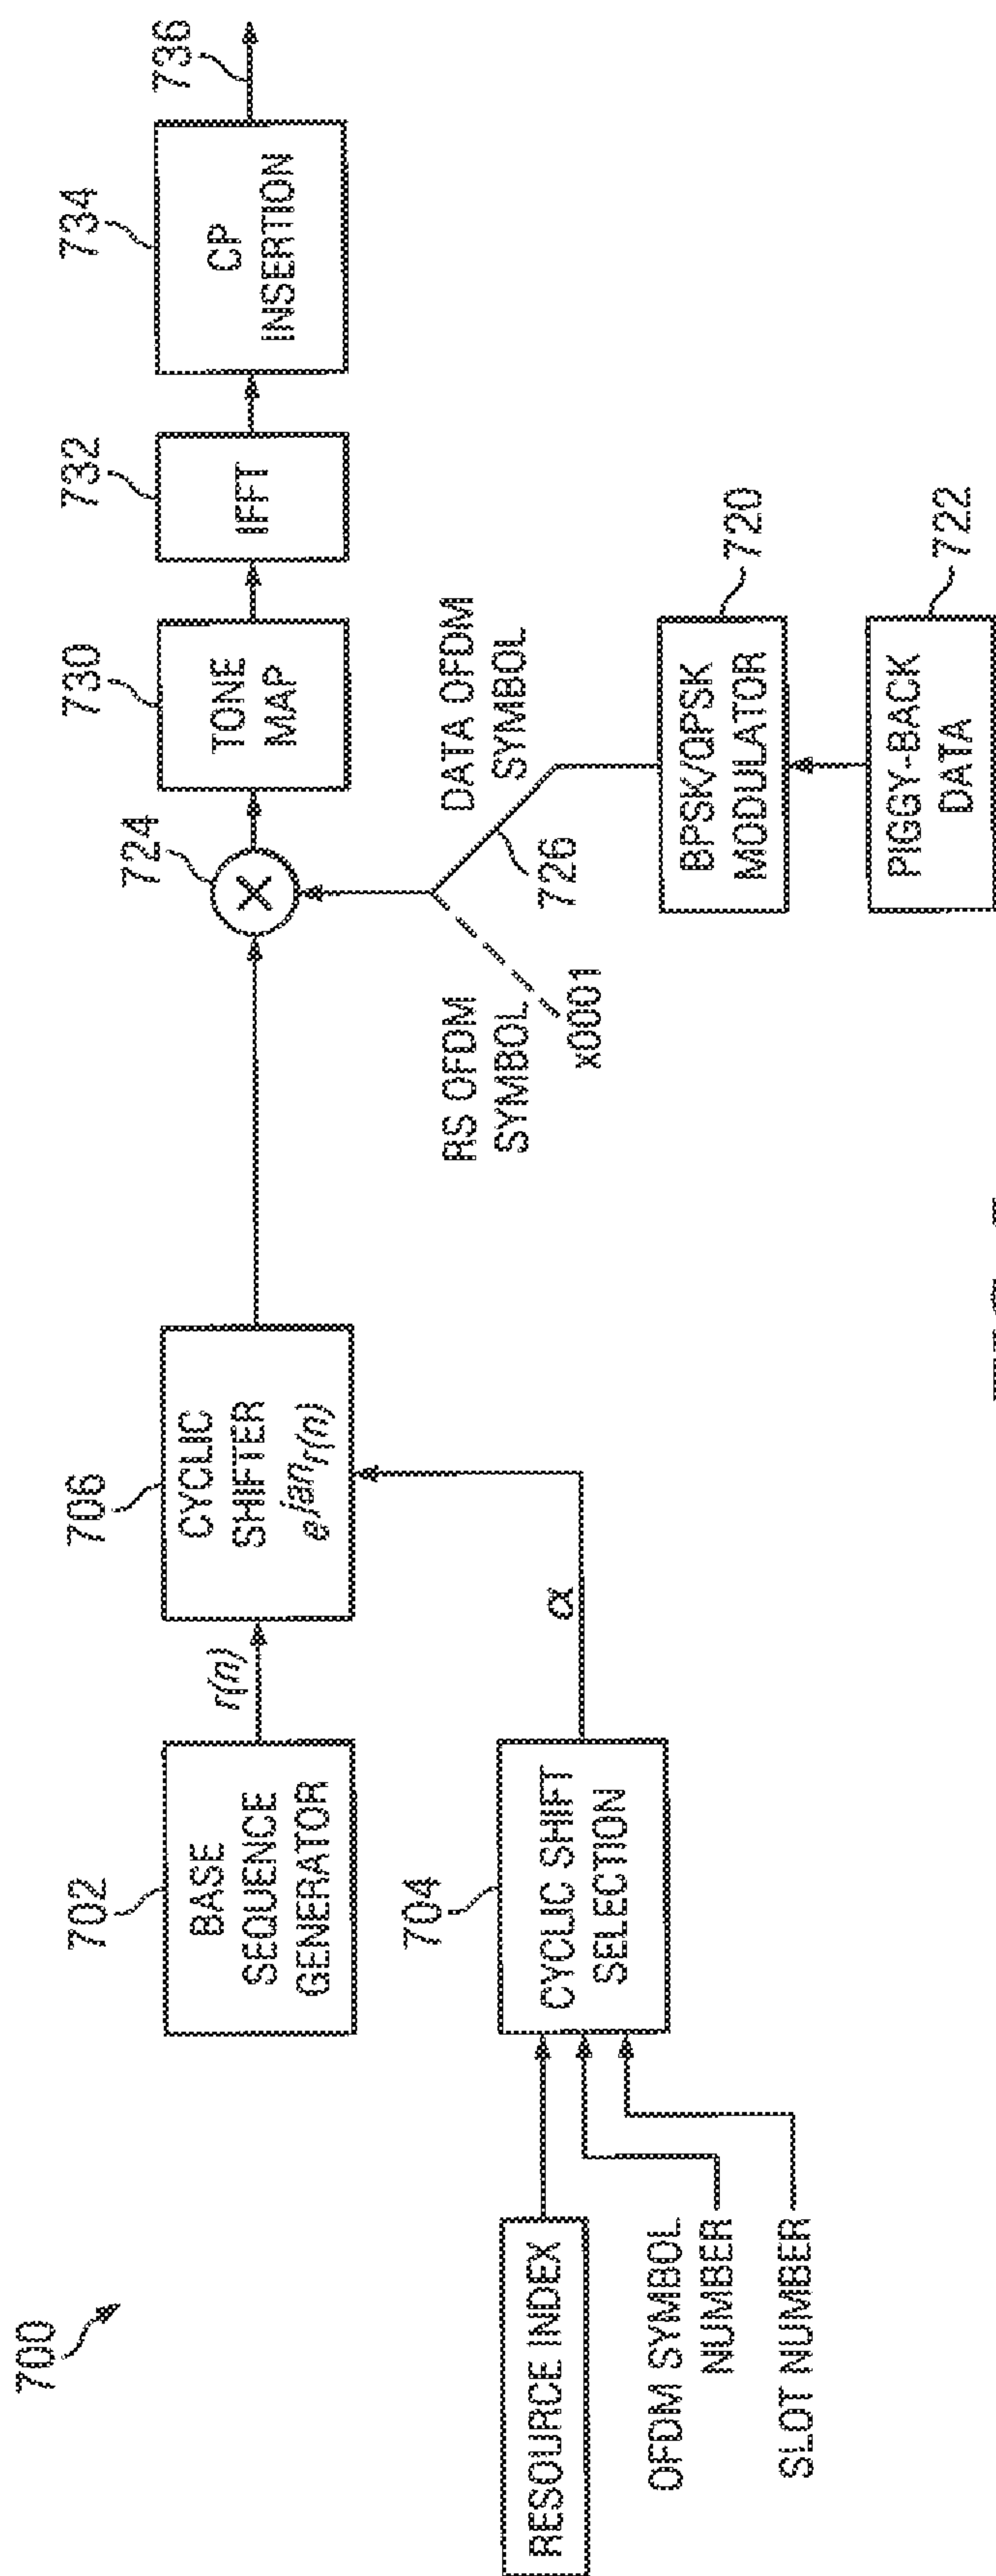 700
702
BASE
SEQUENCE
GENERATOR
r(n)
706
CYCLIC
SHIFTER
e^{jan}r(n)
724
×
730
TONE
MAP
732
IFFT
734
CP
INSERTION
736
RESOURCE INDEX
OFDM SYMBOL
NUMBER
SLOT NUMBER
704
CYCLIC SHIFT
SELECTION
α
RS OFDM
SYMBOL
x0001
DATA OFDM
SYMBOL
726
BPSK/QPSK
MODULATOR
720
PIGGY-BACK
DATA
722